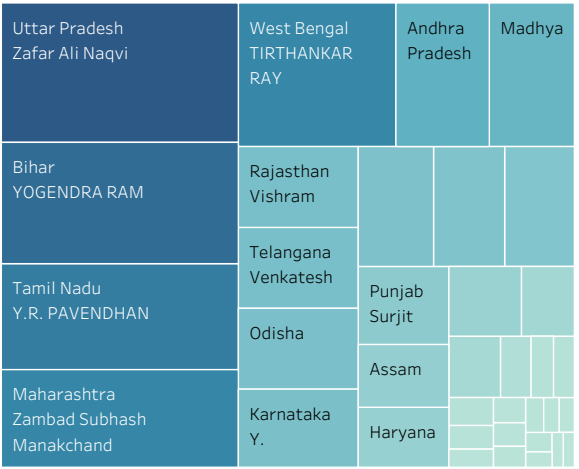 Uttar Pradesh
Zafar Ali Naqvi
Bihar
YOGENDRA RAM
Tamil Nadu
Y.R. PAVENDHAN
Maharashtra
Zambad Subhash
Manakchand
West Bengal
TIRTHANKAR
RAY
Andhra
Pradesh
Madhya
Rajasthan
Vishram
Telangana
Venkatesh
Odisha
Karnataka
Y.
Punjab
Surjit
Assam
Haryana